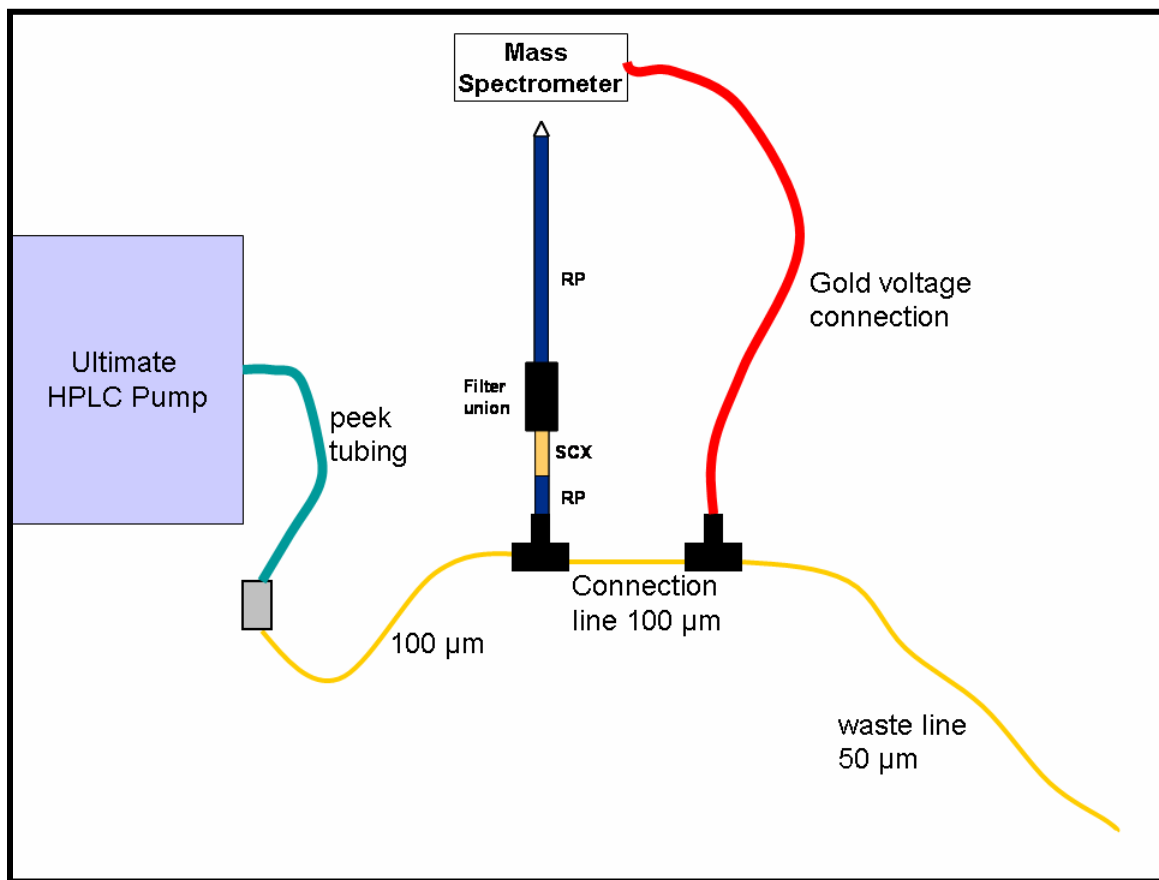 Mass
Spectrometer
RP
Gold voltage
connection
Ultimate
HPLC Pump
peek
tubing
Filter
union
SCX
RP
Connection
line 100 µm
100 µm
waste line
50 µm